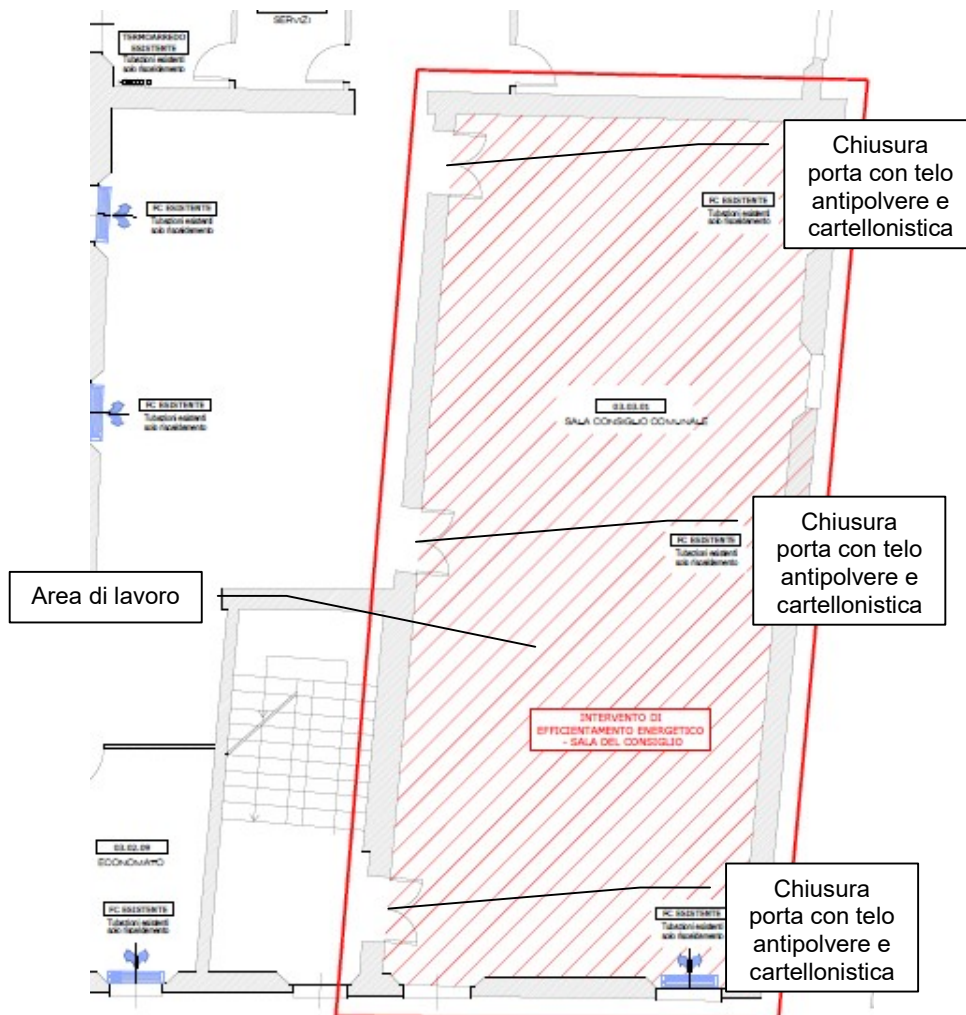 SERVIZI
TERMOARREDO
ESISTENTE
Tubazioni esistenti
solo riscaldamento
Chiusura
porta con telo
antipolvere e
cartellonistica
FC ESISTENTE
Tubazioni esistenti
solo riscaldamento
FC ESISTENTE
Tubazioni esistenti
solo riscaldamento
FC ESISTENTE
Tubazioni esistenti
solo riscaldamento
03.03.01
SALA CONSIGLIO COMUNALE
Chiusura
porta con telo
antipolvere e
cartellonistica
FC ESISTENTE
Tubazioni esistenti
solo riscaldamento
Area di lavoro
INTERVENTO DI
EFFICIENTAMENTO ENERGETICO
- SALA DEL CONSIGLIO
03.02.09
ECONOMATO
Chiusura
porta con telo
antipolvere e
cartellonistica
FC ESISTENTE
Tubazioni esistenti
solo riscaldamento
FC ESISTENTE
Tubazioni esistenti
solo riscaldamento